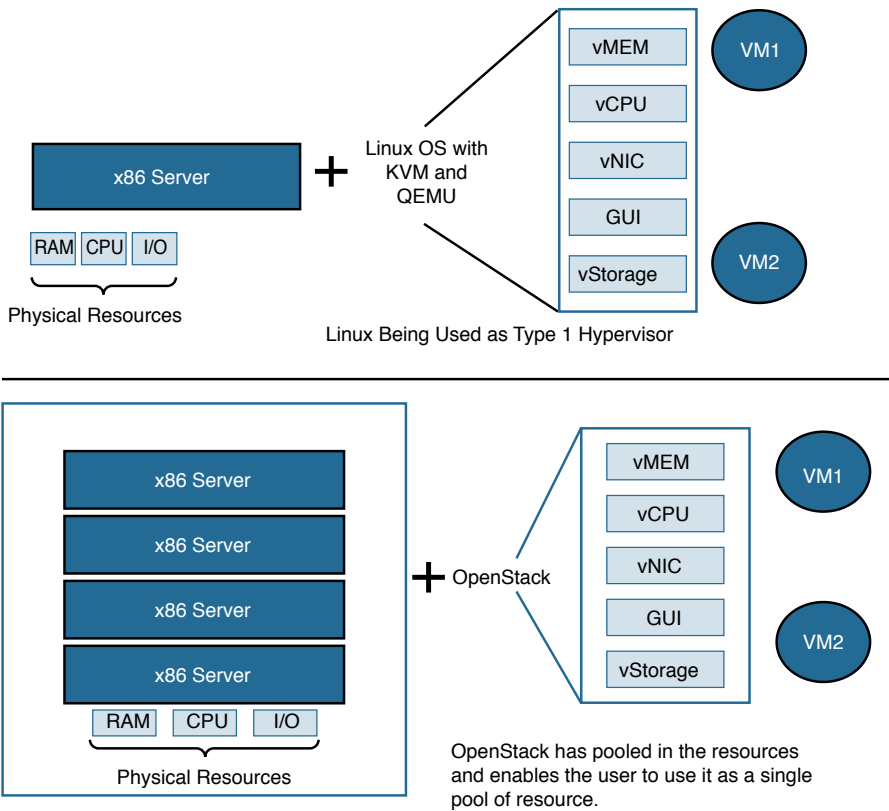 vMEM
VM1
vCPU
x86 Server
+
Linux OS with
KVM and
QEMU
vNIC
GUI
RAM CPU I/O
vStorage
VM2
Physical Resources
Linux Being Used as Type 1 Hypervisor
x86 Server
x86 Server
x86 Server
x86 Server
RAM CPU I/O
Physical Resources
+
OpenStack
vMEM
vCPU
vNIC
GUI
vStorage
VM1
VM2
OpenStack has pooled in the resources
and enables the user to use it as a single
pool of resource.